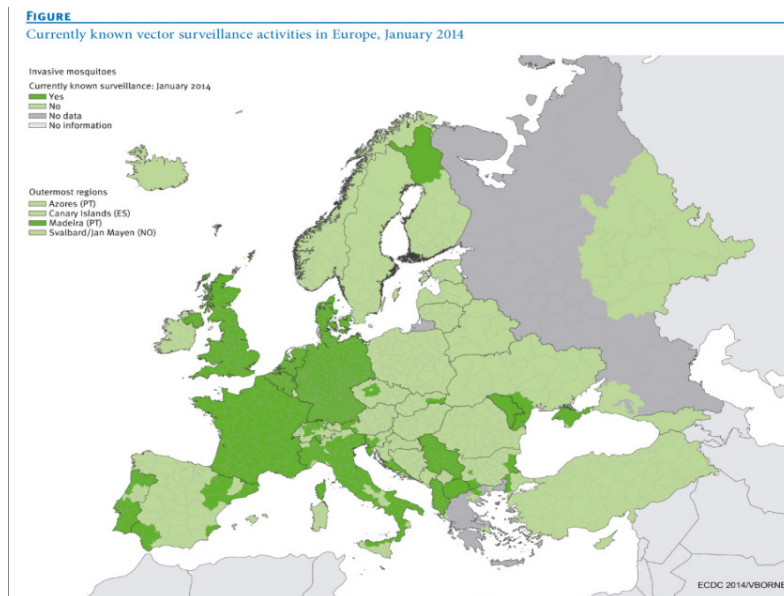 FIGURE
Currently known vector surveillance activities in Europe, January 2014
Invasive mosquitoes
Currently known surveillance: January 2014
Yes
No
No data
No information
Outermost regions
Azores (PT)
Canary Islands (ES)
Madeira (PT)
Svalbard/Jan Mayen (NO)
ECDC 2014/VBORNE